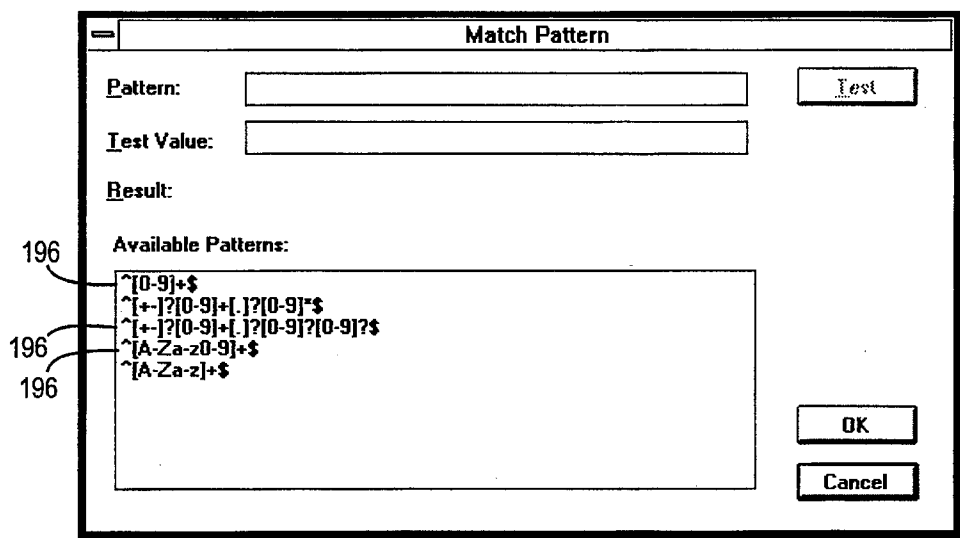 Match Pattern
Pattern:
Test
Test Value:
Result:
Available Patterns:
196
^[0-9]+$
^[+-]?[0-9]+[.]?[0-9]*$
196
^[+-]?[0-9]+[.]?[0-9]?[0-9]?$
196
^[A-Za-z0-9]+$
^[A-Za-z]+$
OK
Cancel